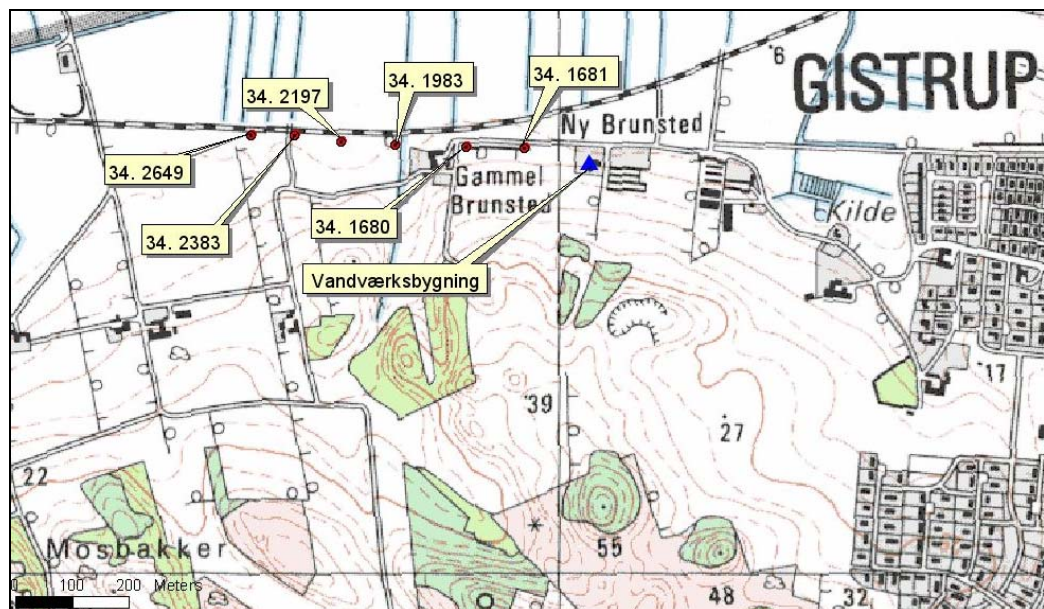 6
GISTRUP
34. 2197
34. 1983
34. 1681
Ny Brunsted
34. 2649
Gammel
Brunsted
34. 2383
34. 1680
Kilde
Vandværksbygning
17
39
27
22
Mosbakker
55
48
32
0 100 200 Meters